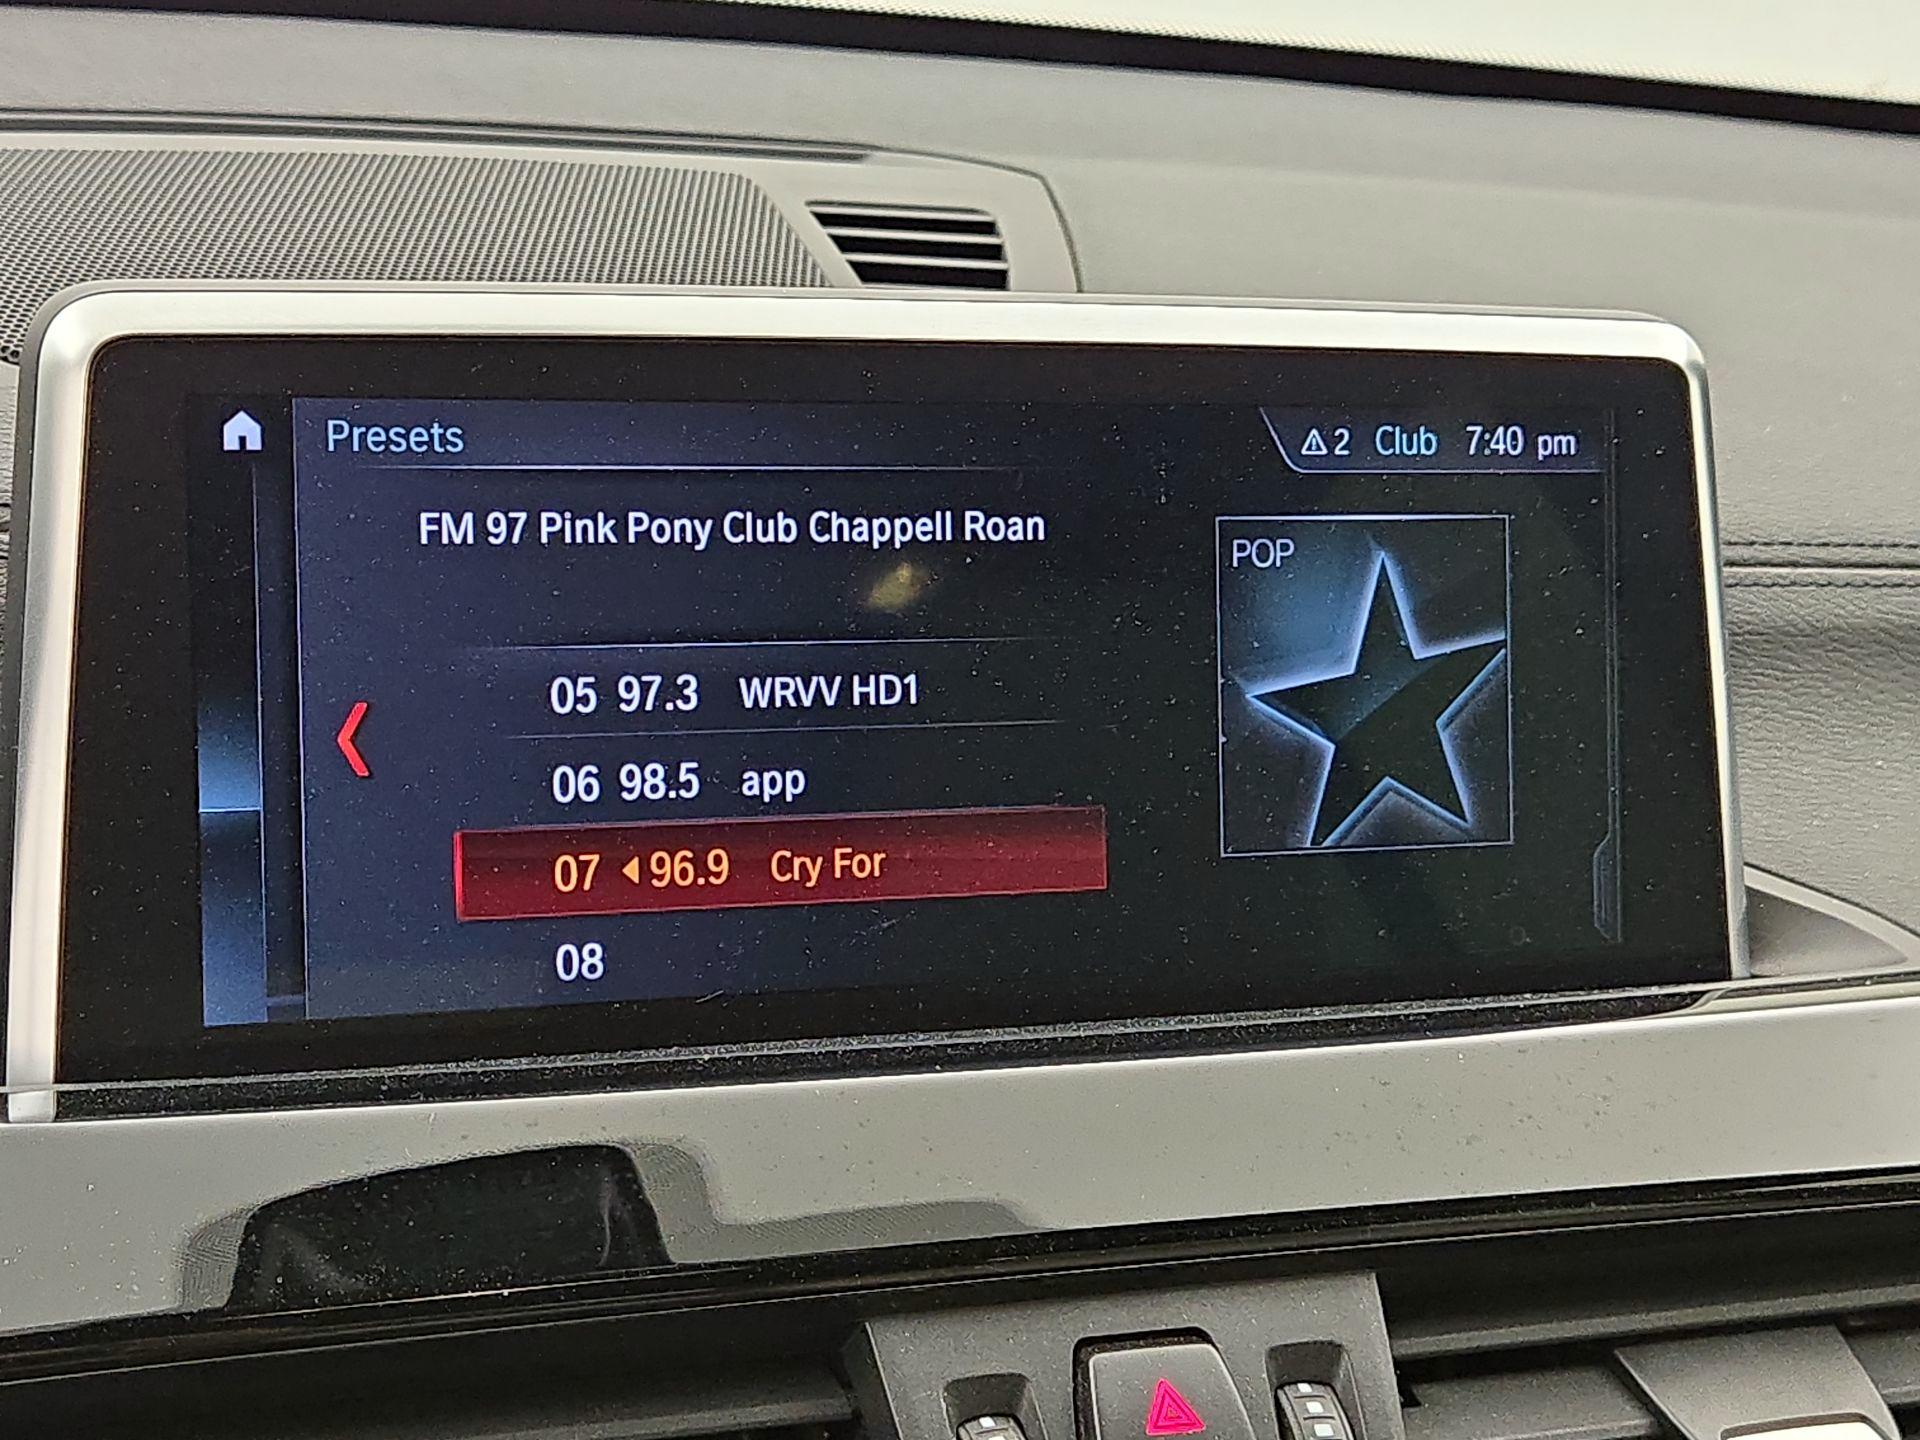 Presets
2 Club 7:40 pm
FM 97 Pink Pony Club Chappell Roan
POP
05 97.3 WRVV HD1
06 98.5 app
07 96.9 Cry For
08